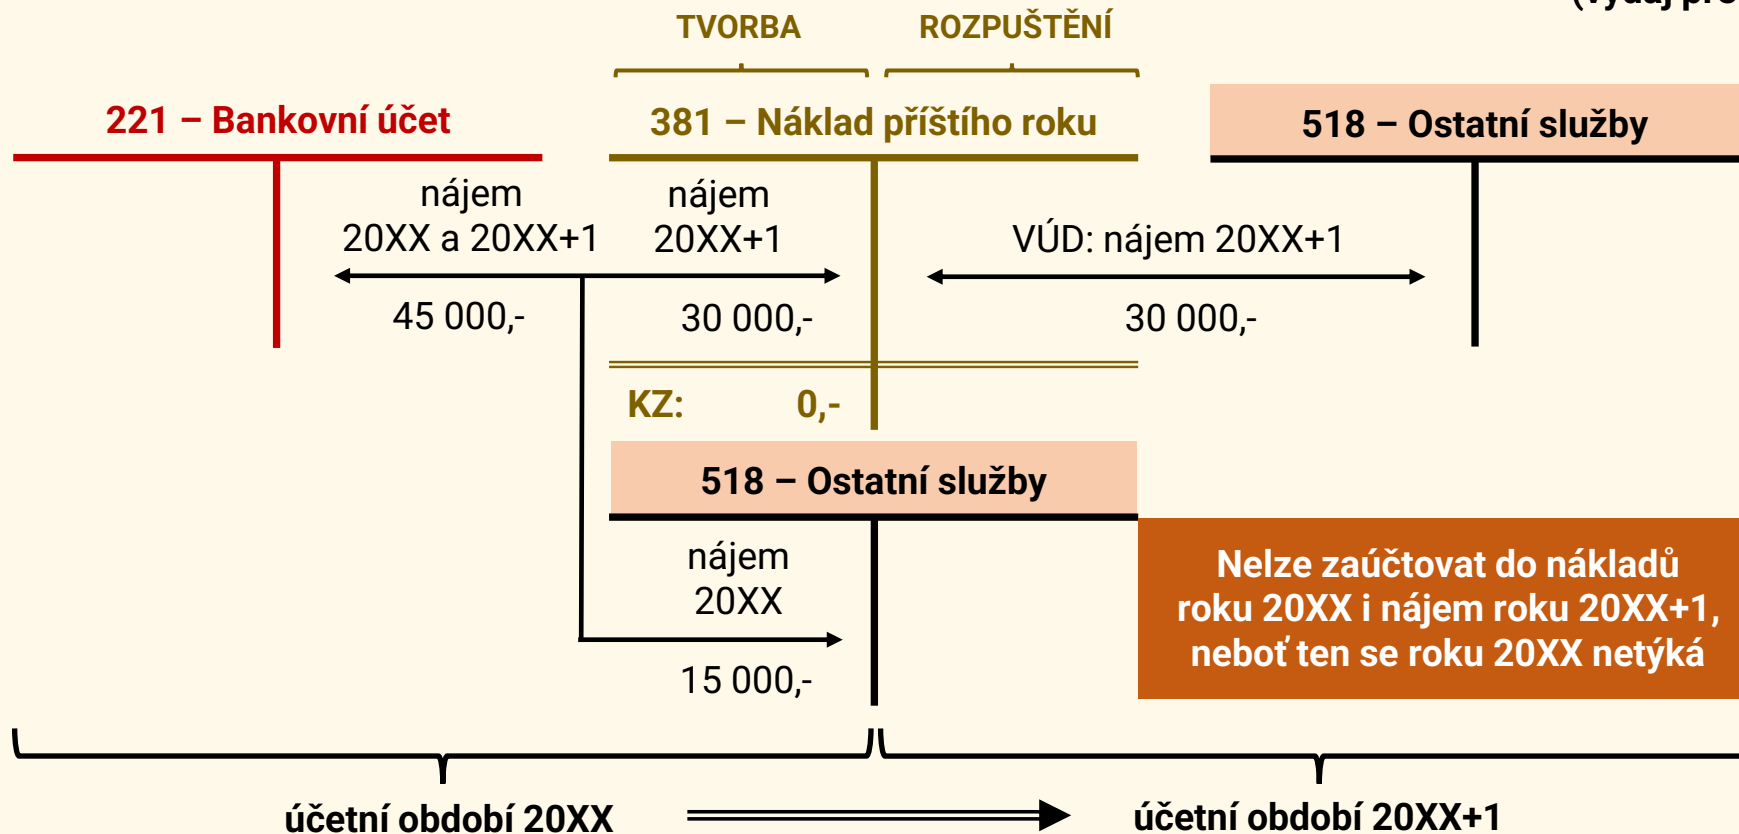 TVORBA
ROZPUŠTĚNÍ
221 – Bankovní účet
381 – Náklad příštího roku
518 – Ostatní služby
nájem
20XX a 20XX+1
nájem
20XX+1
VÚD: nájem 20XX+1
45 000,-
30 000,-
30 000,-
KZ: 0,-
518 – Ostatní služby
nájem
20XX
15 000,-
Nelze zaúčtovat do nákladů
roku 20XX i nájem roku 20XX+1,
neboť ten se roku 20XX netýká
účetní období 20XX
účetní období 20XX+1